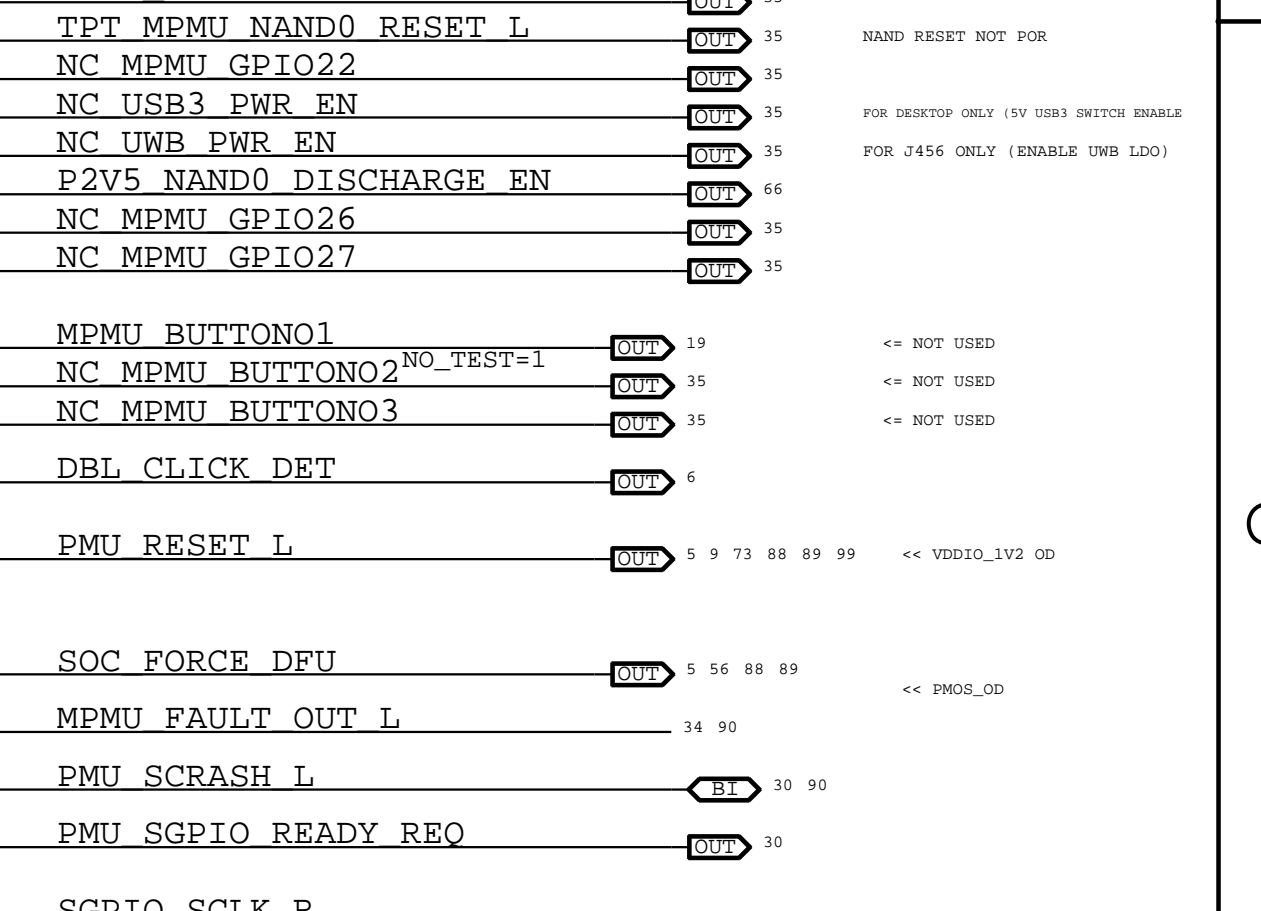 OUT
TPT_MPMU_NAND0_RESET_L OUT 35 NAND RESET NOT POR
NC_MPMU_GPIO22 OUT 35
NC_USB3_PWR_EN OUT 35 FOR DESKTOP ONLY (5V USB3 SWITCH ENABLE
NC_UWB_PWR_EN OUT 35 FOR J456 ONLY (ENABLE UWB LDO)
P2V5_NAND0_DISCHARGE_EN OUT 66
NC_MPMU_GPIO26 OUT 35
NC_MPMU_GPIO27 OUT 35
MPMU_BUTTONO1 OUT 19 <= NOT USED
NC_MPMU_BUTTONO2 NO_TEST=1 OUT 35 <= NOT USED
NC_MPMU_BUTTONO3 OUT 35 <= NOT USED
DBL_CLICK_DET OUT 6
PMU_RESET_L OUT 5 9 73 88 89 99 << VDDIO_1V2 OD
SOC_FORCE_DFU OUT 5 56 88 89
<< PMOS_OD
MPMU_FAULT_OUT_L 34 90
PMU_SCRASH_L BI 30 90
PMU_SGPIO_READY_REQ OUT 30
SGPIO_SCLK_R